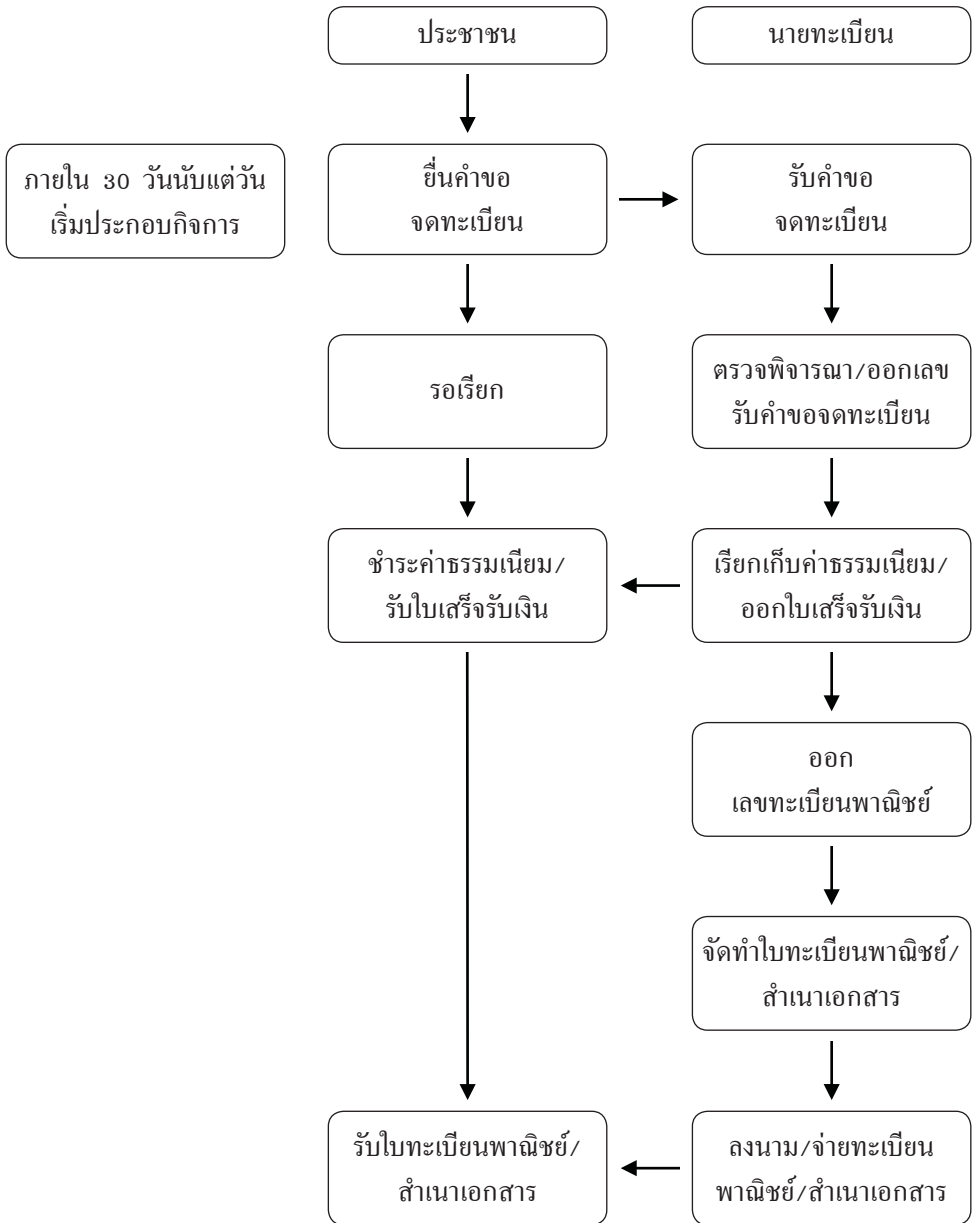 ประชาชน
นายทะเบียน
ภายใน 30 วันนับแต่วัน
เริ่มประกอบกิจการ
ยื่นคำขอ
จดทะเบียน
รับคำขอ
จดทะเบียน
รอเรียก
ตรวจพิจารณา/ออกเลข
รับคำขอจดทะเบียน
ชำระค่าธรรมเนียม/
รับใบเสร็จรับเงิน
เรียกเก็บค่าธรรมเนียม/
ออกใบเสร็จรับเงิน
ออก
เลขทะเบียนพาณิชย์
จัดทำใบทะเบียนพาณิชย์/
สำเนาเอกสาร
รับใบทะเบียนพาณิชย์/
สำเนาเอกสาร
ลงนาม/จ่ายทะเบียน
พาณิชย์/สำเนาเอกสาร